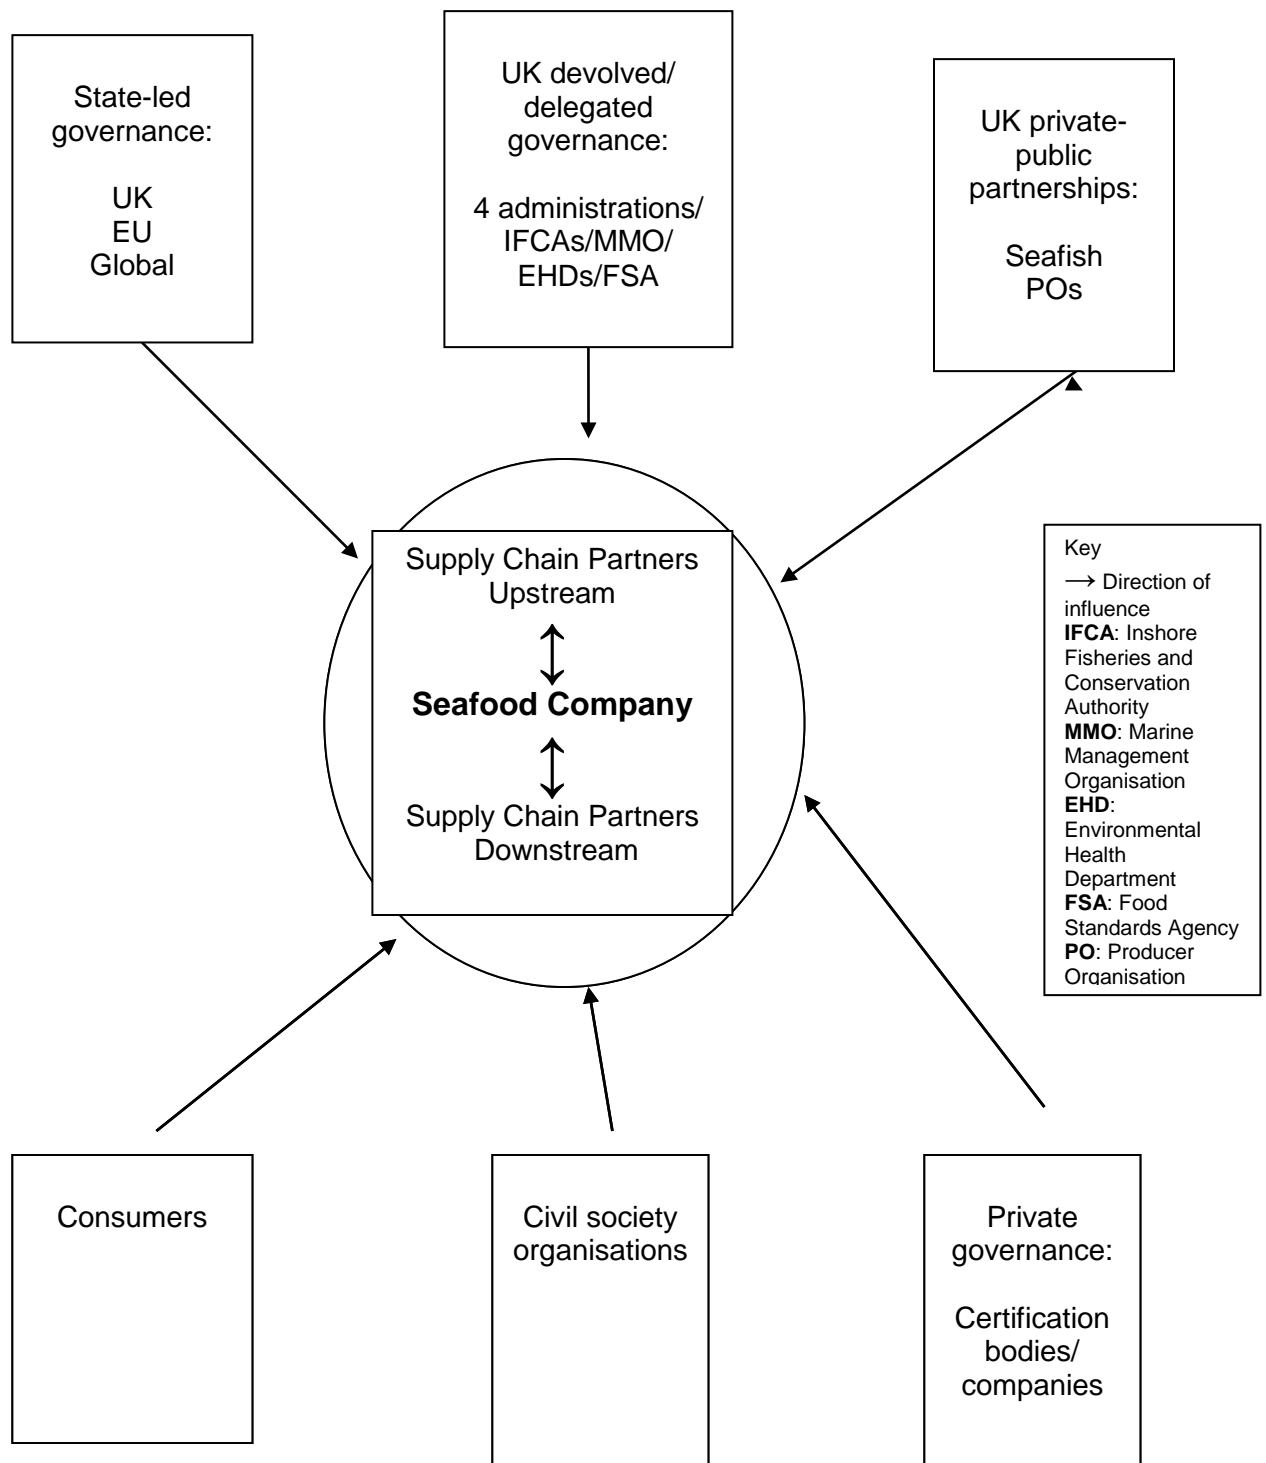 State-led
governance:
UK
EU
Global
UK devolved/
delegated
governance:
4 administrations/
IFCAs/MMO/
EHDs/FSA
UK private-
public
partnerships:
Seafish
POs
Supply Chain Partners
Upstream
Seafood Company
Supply Chain Partners
Downstream
Key
→ Direction of
influence
IFCA: Inshore
Fisheries and
Conservation
Authority
MMO: Marine
Management
Organisation
EHD:
Environmental
Health
Department
FSA: Food
Standards Agency
PO: Producer
Organisation
Consumers
Civil society
organisations
Private
governance:
Certification
bodies/
companies